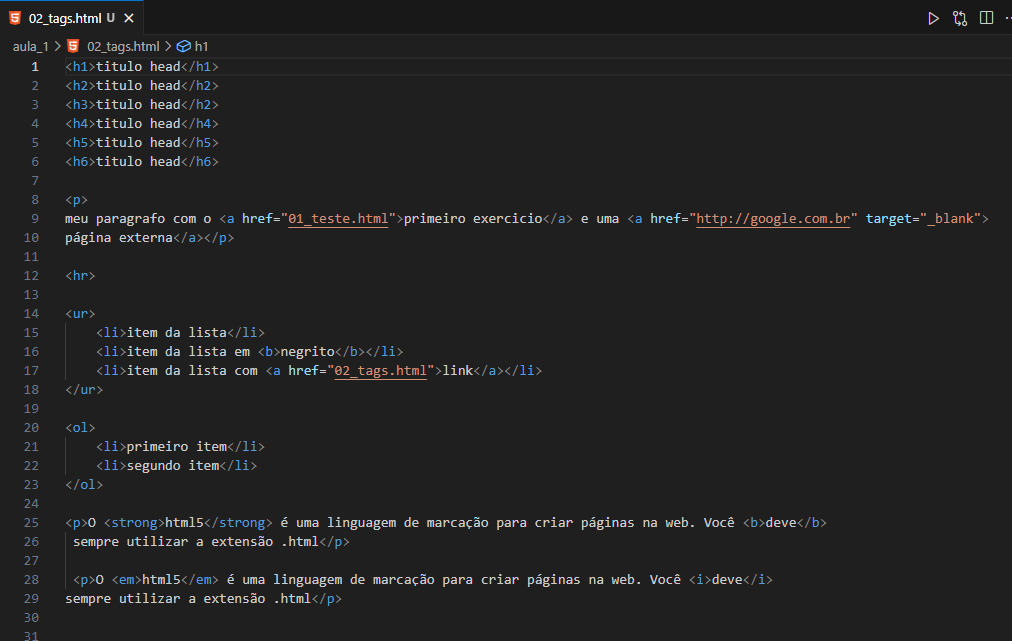 02_tags.html U
aula_1 > 02_tags.html > h1
1 <h1>titulo head</h1>
2 <h2>titulo head</h2>
3 <h3>titulo head</h2>
4 <h4>titulo head</h4>
5 <h5>titulo head</h5>
6 <h6>titulo head</h6>
7
8 <p>
9 meu paragrafo com o <a href="01_teste.html">primeiro exercicio</a> e uma <a href="http://google.com.br" target="_blank">
10 página externa</a></p>
11
12 <hr>
13
14 <ur>
15     <li>item da lista</li>
16     <li>item da lista em <b>negrito</b></li>
17     <li>item da lista com <a href="02_tags.html">link</a></li>
18 </ur>
19
20 <ol>
21     <li>primeiro item</li>
22     <li>segundo item</li>
23 </ol>
24
25 <p>O <strong>html5</strong> é uma linguagem de marcação para criar páginas na web. Você <b>deve</b>
26  sempre utilizar a extensão .html</p>
27
28  <p>O <em>html5</em> é uma linguagem de marcação para criar páginas na web. Você <i>deve</i>
29 sempre utilizar a extensão .html</p>
30
31